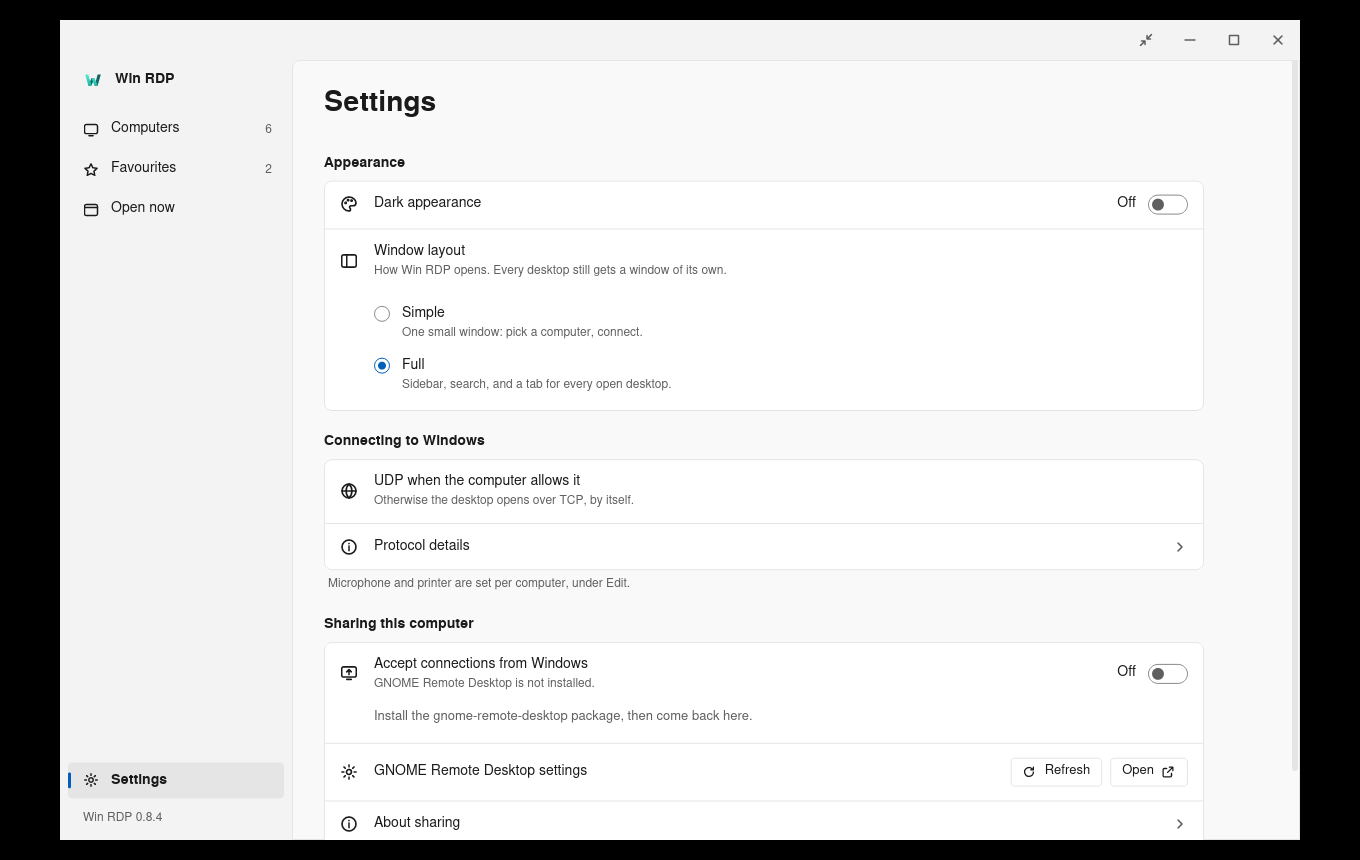 Win RDP
Computers 6
Favourites 2
Open now
Settings
Win RDP 0.8.4
Settings
Appearance
Dark appearance Off
Window layout
How Win RDP opens. Every desktop still gets a window of its own.
Simple
One small window: pick a computer, connect.
Full
Sidebar, search, and a tab for every open desktop.
Connecting to Windows
UDP when the computer allows it
Otherwise the desktop opens over TCP, by itself.
Protocol details
Microphone and printer are set per computer, under Edit.
Sharing this computer
Accept connections from Windows Off
GNOME Remote Desktop is not installed.
Install the gnome-remote-desktop package, then come back here.
GNOME Remote Desktop settings Refresh Open
About sharing